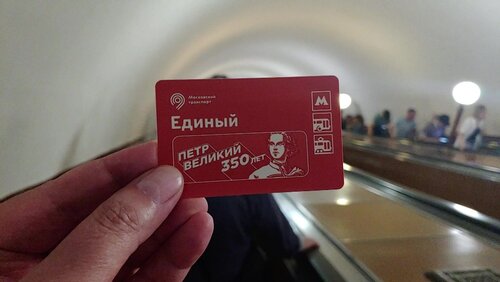 Московский
транспорт
М
Единый
ПЕТР
ВЕЛИКИЙ
350 ЛЕТ